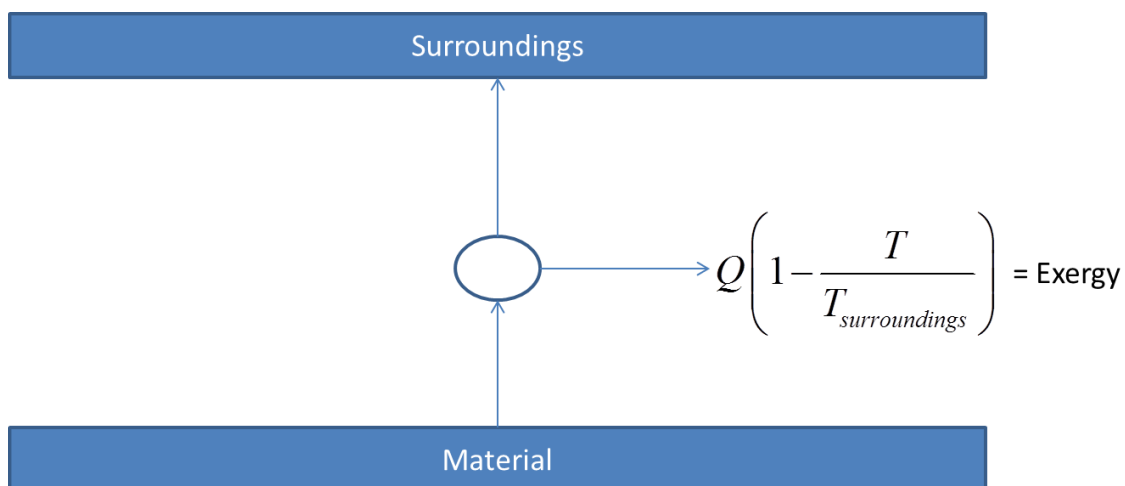 Surroundings
Q(1 − T/T_surroundings) = Exergy
Material